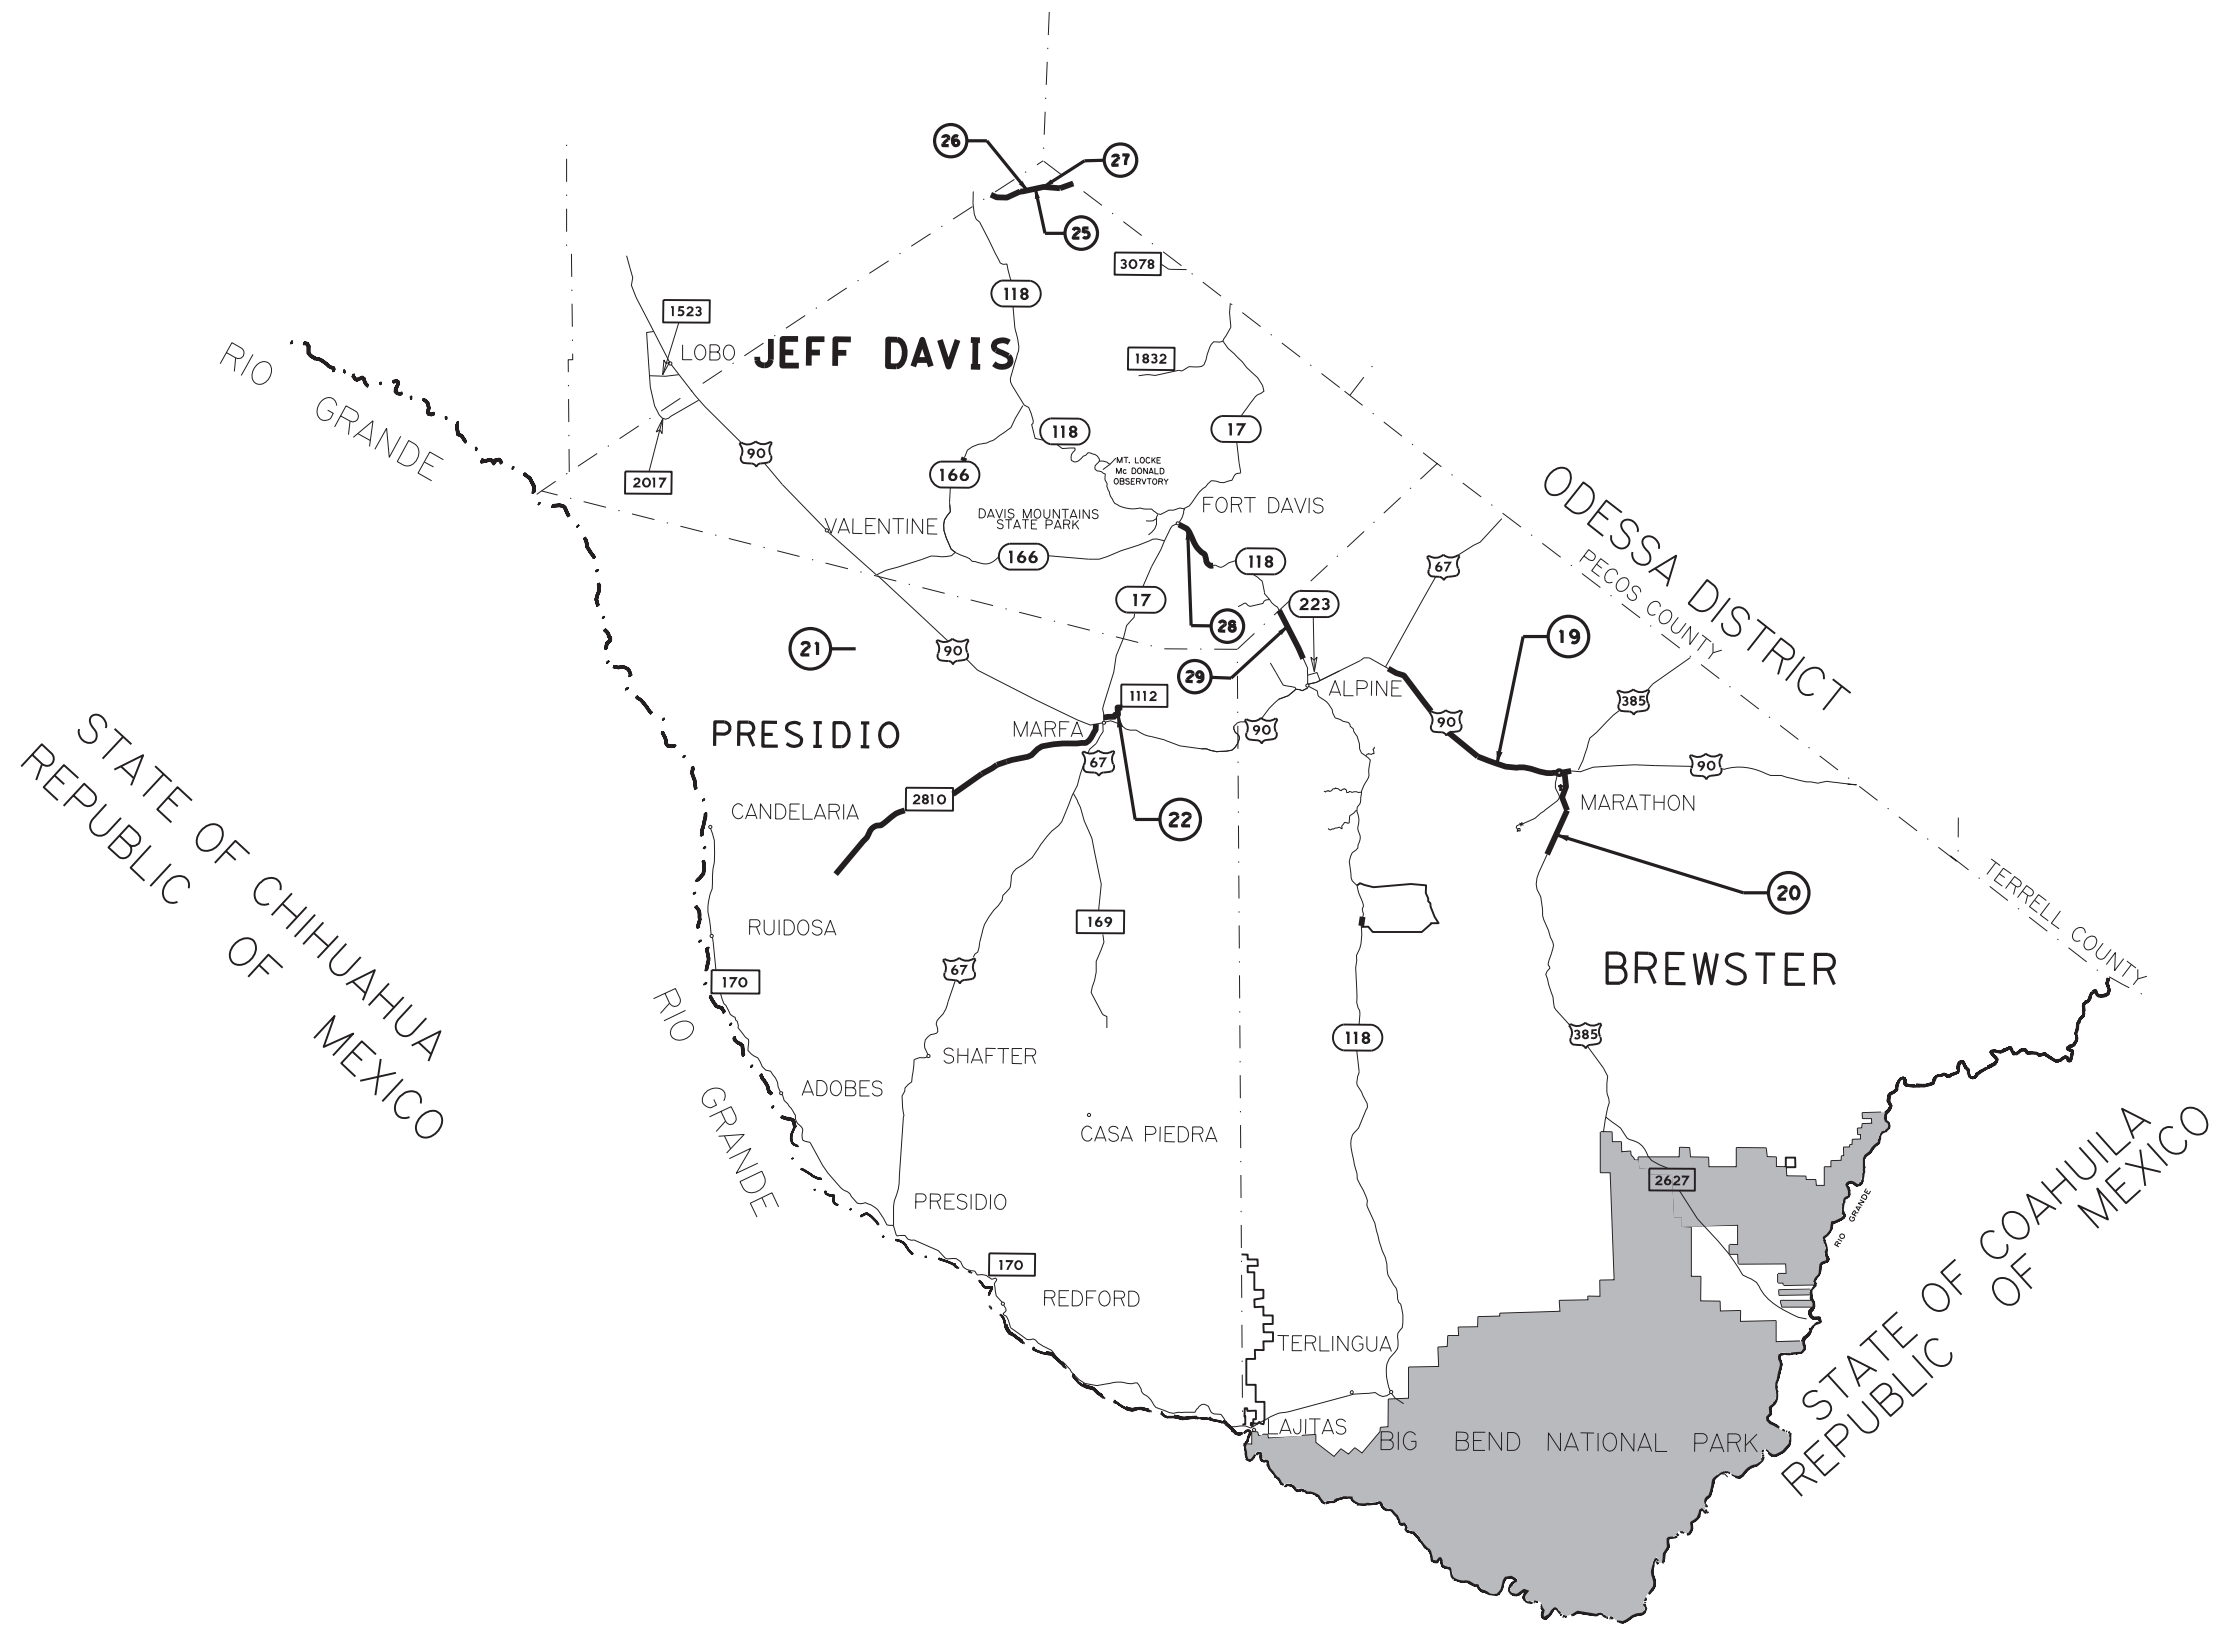 26
27
25
3078
118
1523
LOBO
JEFF DAVIS
1832
RIO
GRANDE
118
17
90
MT. LOCKE
Mc DONALD
OBSERVTORY
166
2017
FORT DAVIS
DAVIS MOUNTAINS
STATE PARK
VALENTINE
166
118
67
ODESSA DISTRICT
PECOS COUNTY
17
223
28
19
21
90
29
ALPINE
1112
385
PRESIDIO
MARFA
90
90
67
90
STATE OF CHIHUAHUA
REPUBLIC OF MEXICO
2810
CANDELARIA
22
MARATHON
20
TERRELL COUNTY
169
RUIDOSA
67
BREWSTER
170
RIO
GRANDE
118
385
SHAFTER
ADOBES
CASA PIEDRA
2627
PRESIDIO
RIO GRANDE
170
REDFORD
TERLINGUA
STATE OF COAHUILA
REPUBLIC OF MEXICO
LAJITAS
BIG BEND NATIONAL PARK